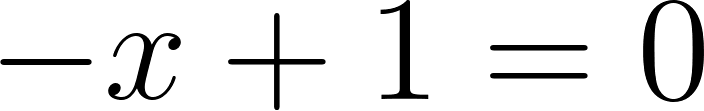 −x + 1 = 0